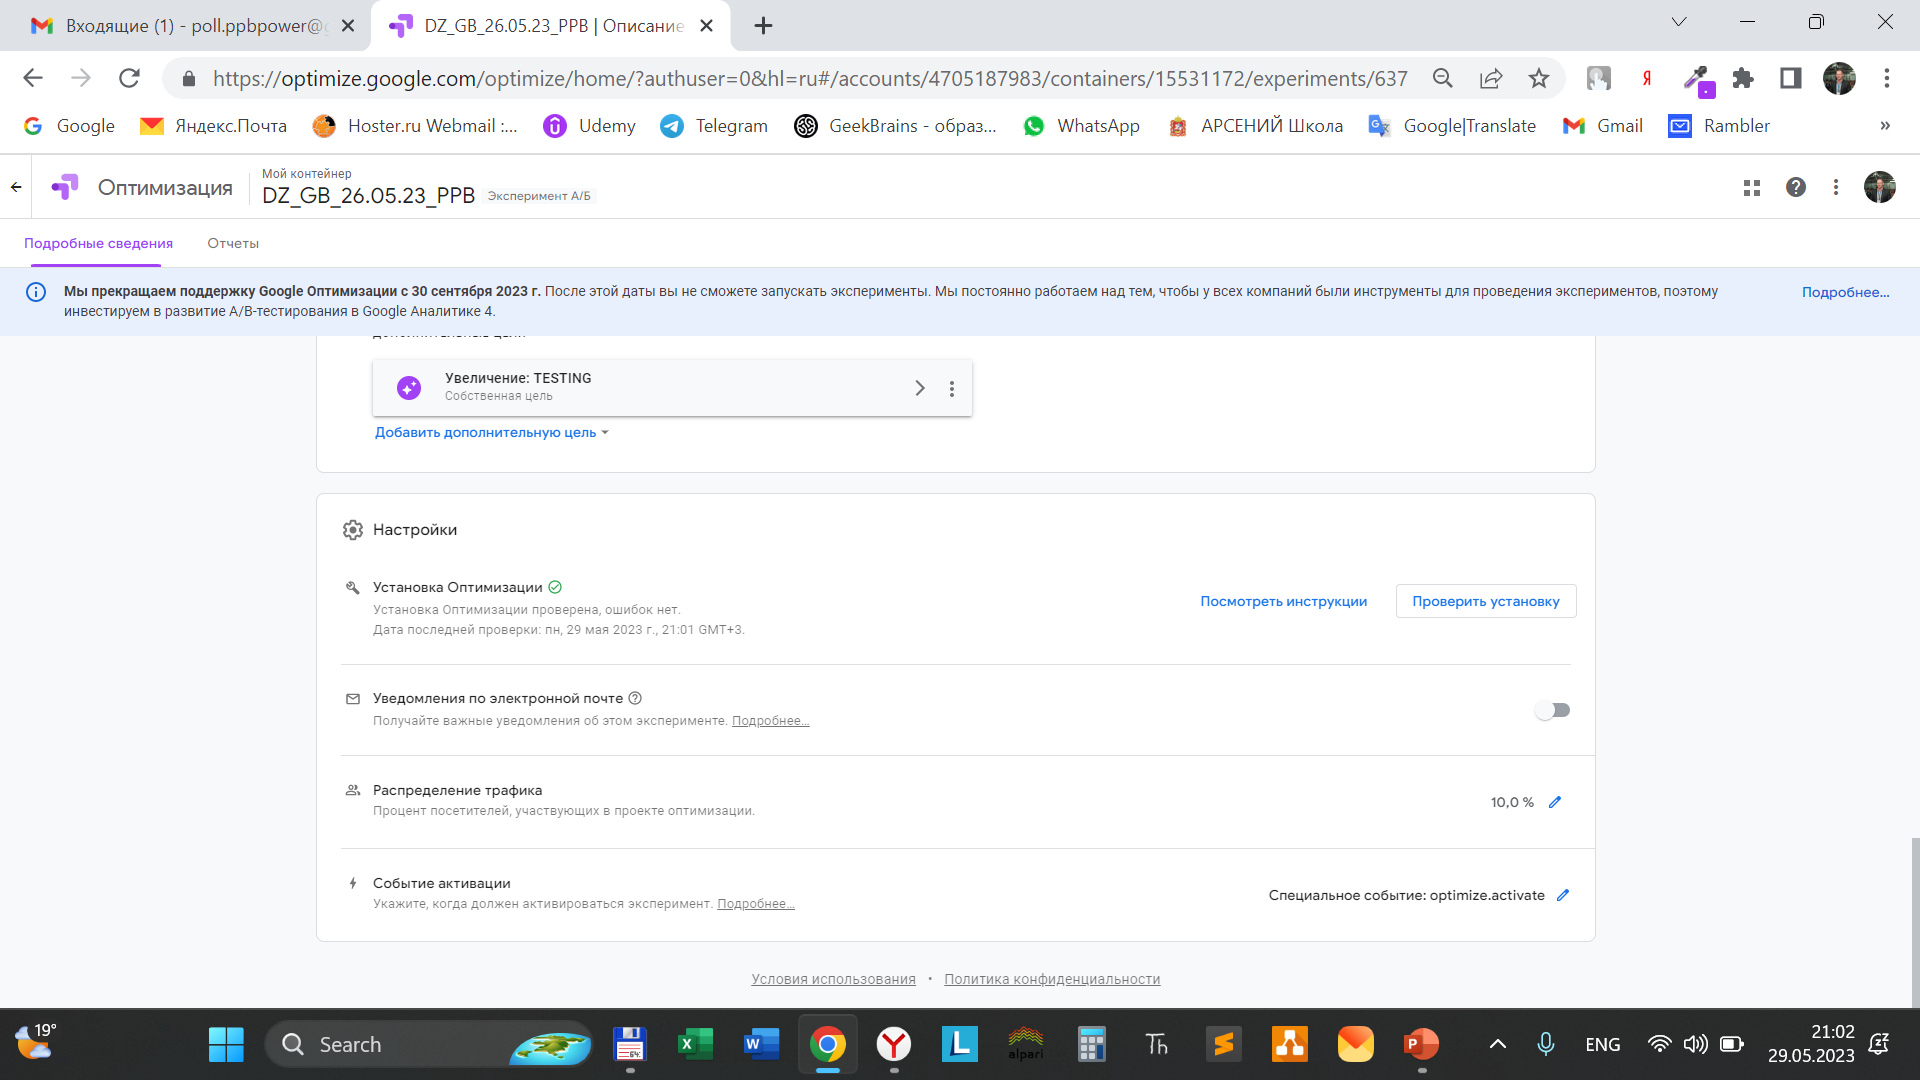 Входящие (1) - poll.ppbpower@g
DZ_GB_26.05.23_PPB | Описание
https://optimize.google.com/optimize/home/?authuser=0&hl=ru#/accounts/4705187983/containers/15531172/experiments/637
Google
Яндекс.Почта
Hoster.ru Webmail :...
Udemy
Telegram
GeekBrains - образ...
WhatsApp
АРСЕНИЙ Школа
Google|Translate
Gmail
Rambler
»
Оптимизация
Мой контейнер
DZ_GB_26.05.23_PPB
Эксперимент А/Б
Подробные сведения
Отчеты
Мы прекращаем поддержку Google Оптимизации с 30 сентября 2023 г. После этой даты вы не сможете запускать эксперименты. Мы постоянно работаем над тем, чтобы у всех компаний были инструменты для проведения экспериментов, поэтому
инвестируем в развитие A/B-тестирования в Google Аналитике 4.
Подробнее...
Увеличение: TESTING
Собственная цель
Добавить дополнительную цель
Настройки
Установка Оптимизации
Установка Оптимизации проверена, ошибок нет.
Дата последней проверки: пн, 29 мая 2023 г., 21:01 GMT+3.
Посмотреть инструкции
Проверить установку
Уведомления по электронной почте
Получайте важные уведомления об этом эксперименте. Подробнее...
Распределение трафика
Процент посетителей, участвующих в проекте оптимизации.
10,0 %
Событие активации
Укажите, когда должен активироваться эксперимент. Подробнее...
Специальное событие: optimize.activate
Условия использования • Политика конфиденциальности
19°
Search
alpari
Th
ENG
21:02
29.05.2023